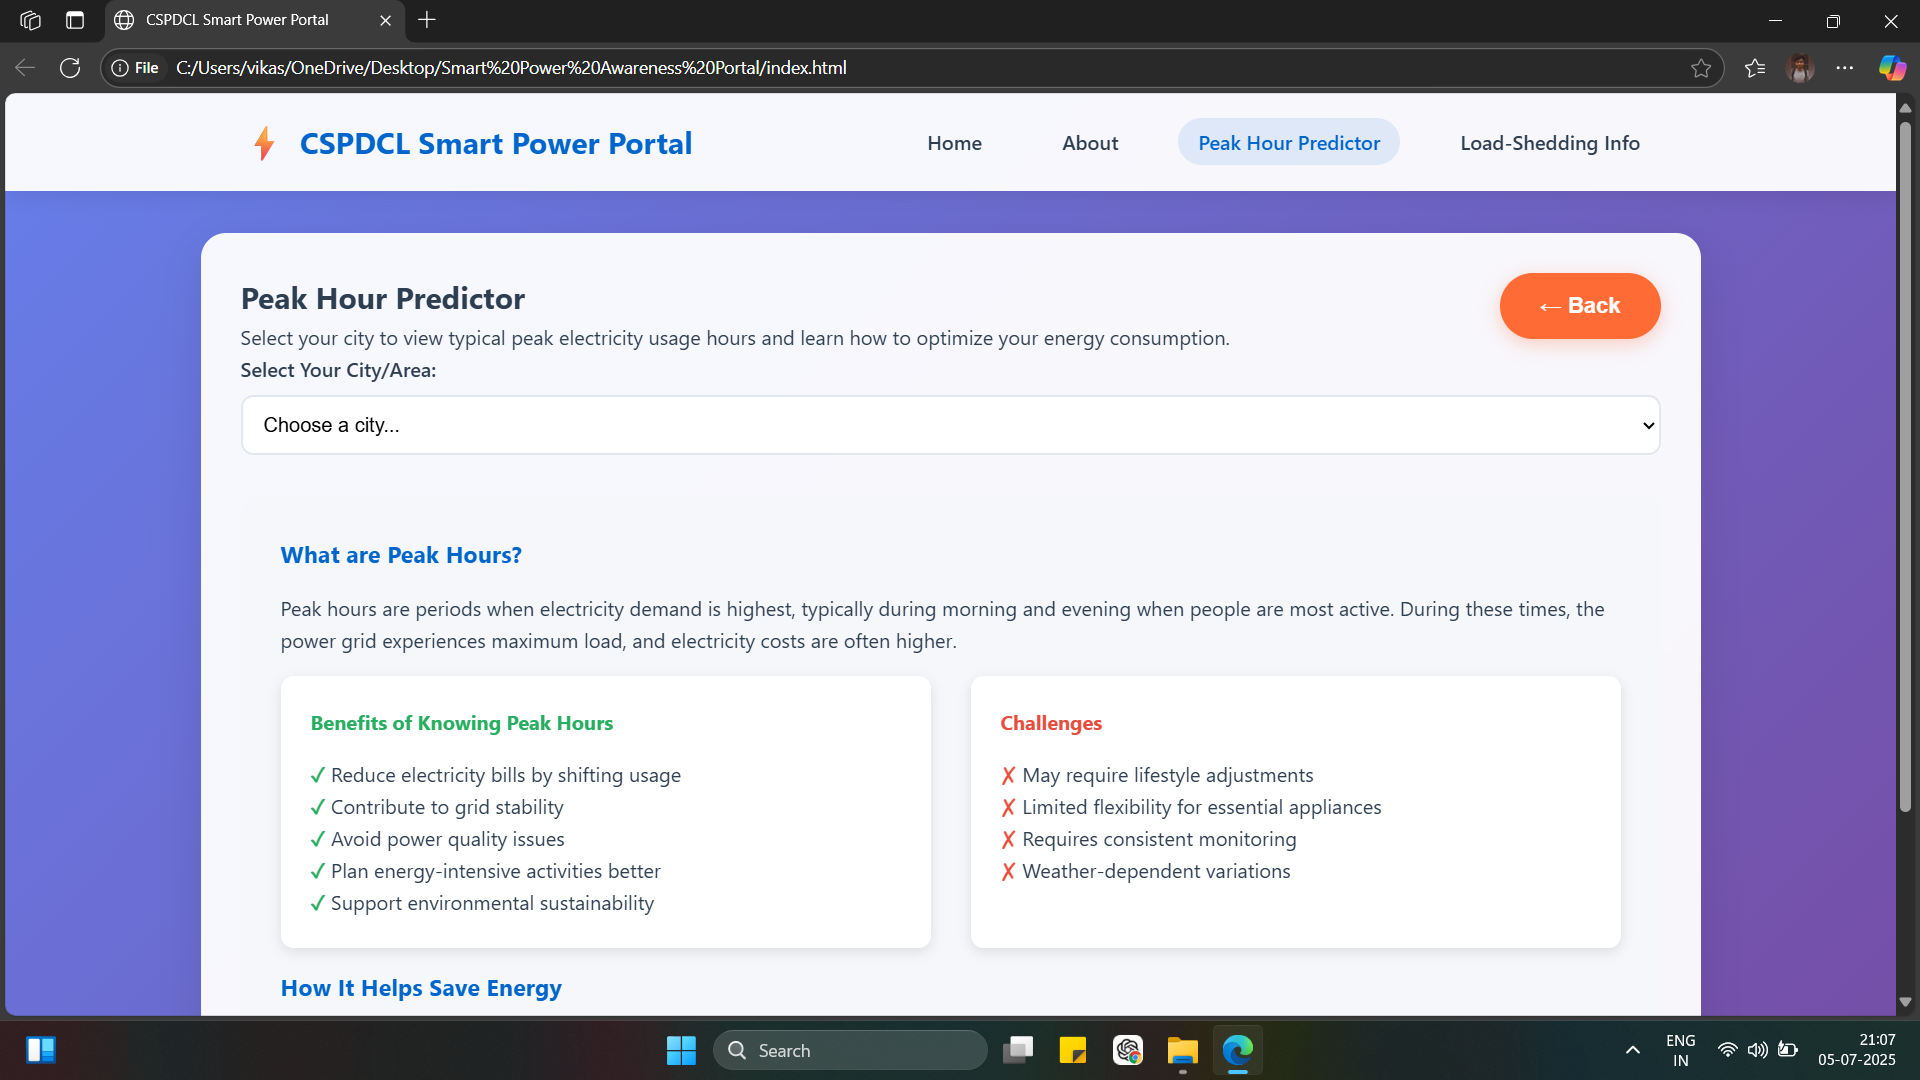 CSPDCL Smart Power Portal
File C:/Users/vikas/OneDrive/Desktop/Smart%20Power%20Awareness%20Portal/index.html
CSPDCL Smart Power Portal
Home About Peak Hour Predictor Load-Shedding Info
Peak Hour Predictor
← Back
Select your city to view typical peak electricity usage hours and learn how to optimize your energy consumption.
Select Your City/Area:
Choose a city...
What are Peak Hours?
Peak hours are periods when electricity demand is highest, typically during morning and evening when people are most active. During these times, the
power grid experiences maximum load, and electricity costs are often higher.
Benefits of Knowing Peak Hours
✓ Reduce electricity bills by shifting usage
✓ Contribute to grid stability
✓ Avoid power quality issues
✓ Plan energy-intensive activities better
✓ Support environmental sustainability
Challenges
✗ May require lifestyle adjustments
✗ Limited flexibility for essential appliances
✗ Requires consistent monitoring
✗ Weather-dependent variations
How It Helps Save Energy
Search
ENG
IN
21:07
05-07-2025